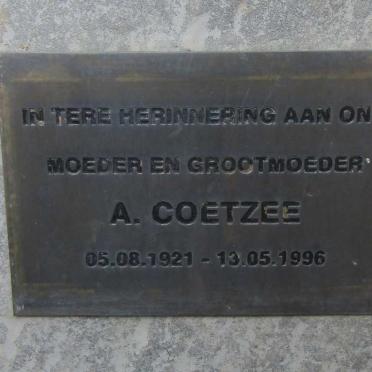 IN TERE HERINNERING AAN ON
MOEDER EN GROOTMOEDER
A. COETZEE
05.08.1921 - 13.05.1996